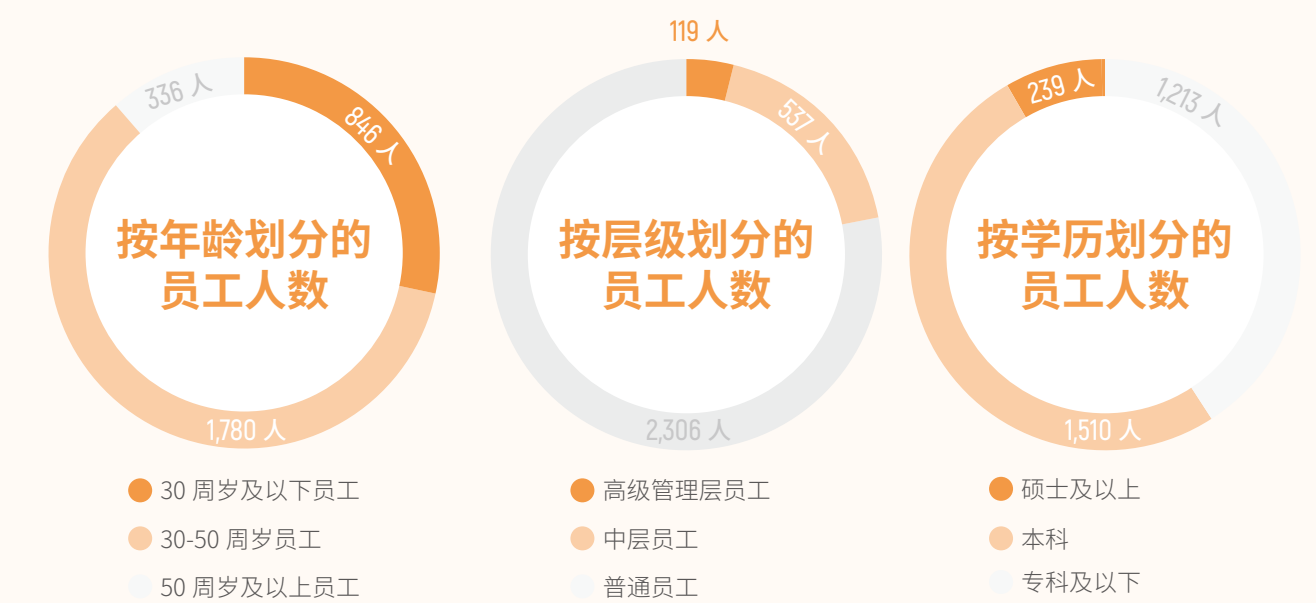 336 人
846 人
按年龄划分的
员工人数
1,780 人
30 周岁及以下员工
30-50 周岁员工
50 周岁及以上员工
119 人
537 人
按层级划分的
员工人数
2,306 人
高级管理层员工
中层员工
普通员工
239 人
1,213 人
按学历划分的
员工人数
1,510 人
硕士及以上
本科
专科及以下